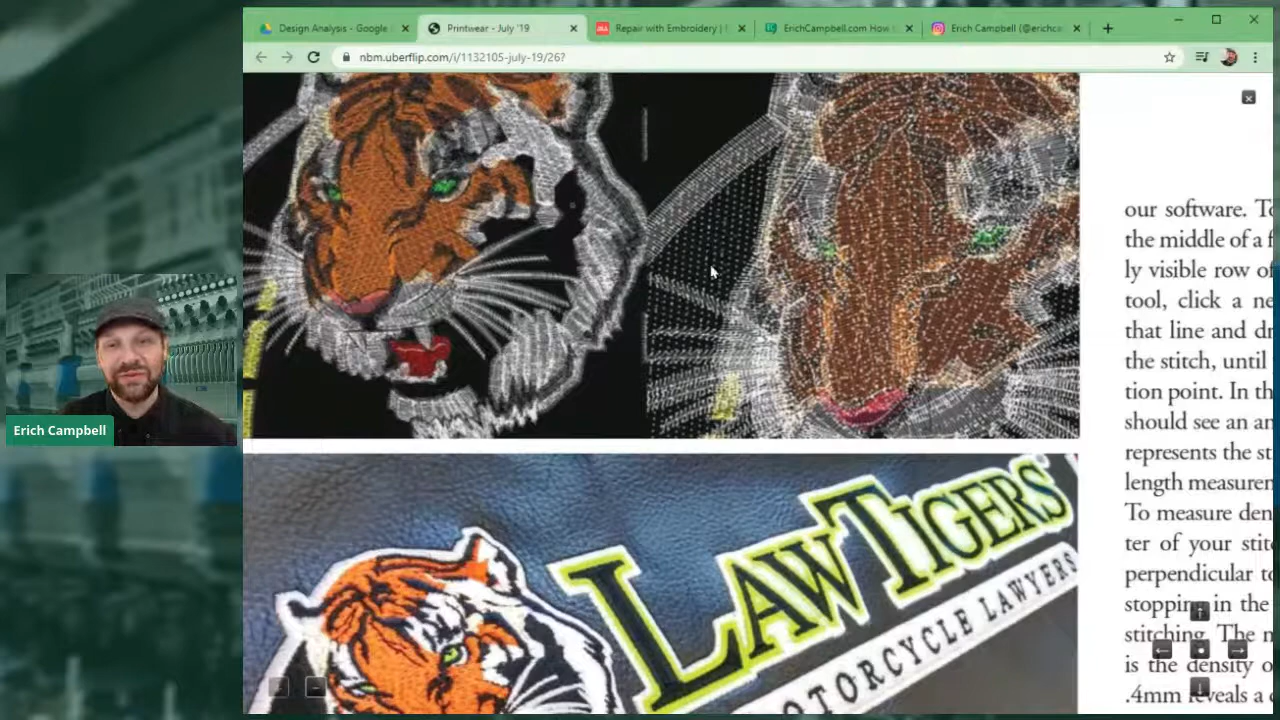 Design Analysis - Google
Printwear - July '19
Repair with Embroidery |
ErichCampbell.com How
Erich Campbell (@erichca
nbm.uberflip.com/i/1132105-july-19/26?
our software. To
the middle of a f
ly visible row of
tool, click a ne
that line and dr
the stitch, until
tion point. In th
should see an an
represents the st
length measuren
To measure den
ter of your stit
perpendicular to
stopping in the
stitching. The n
is the density o
.4mm reveals a
Erich Campbell
LAW TIGERS
MOTORCYCLE LAWYERS